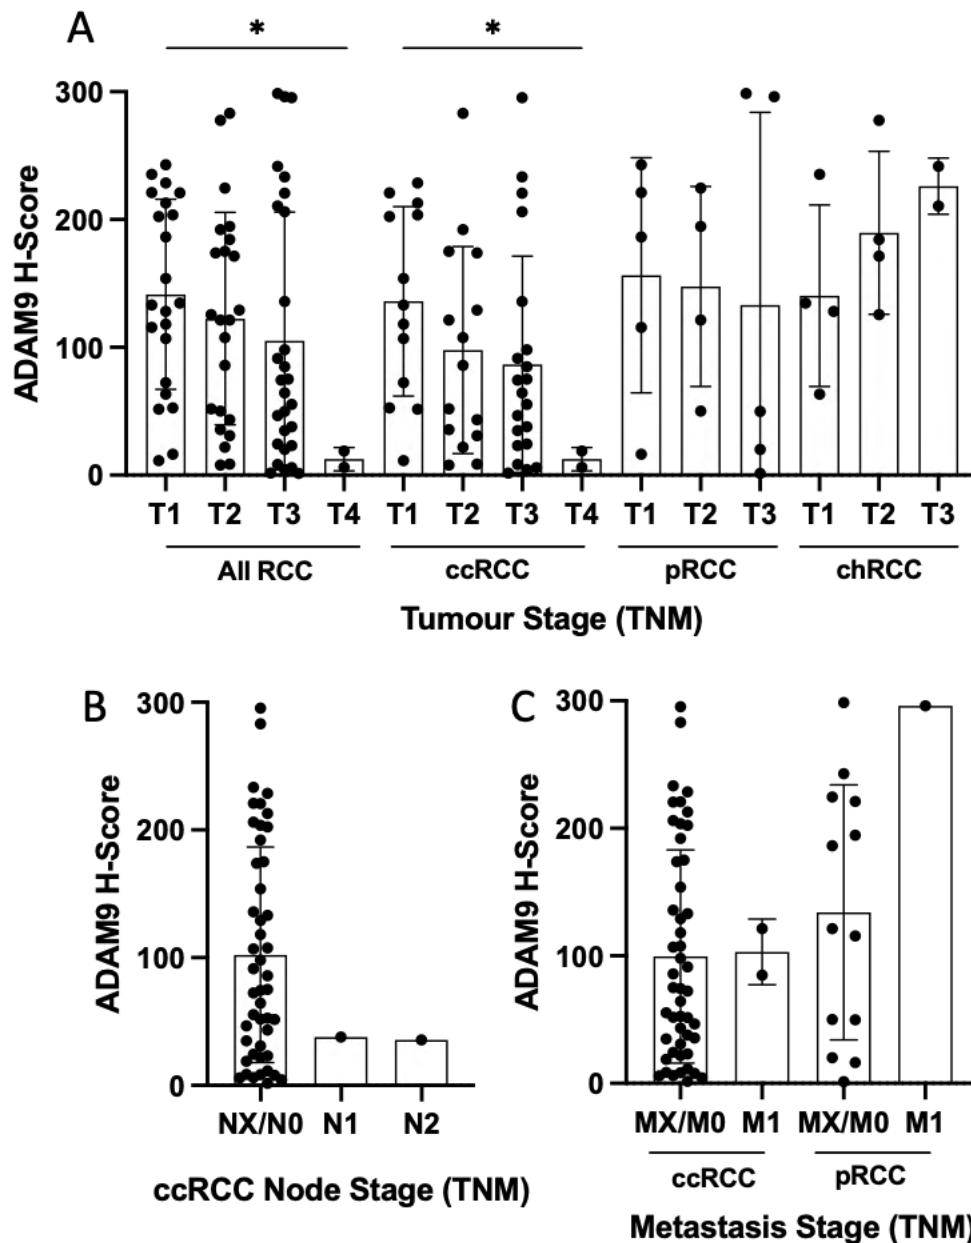 A
* *
ADAM9 H-Score
300
200
100
0
T1 T2 T3 T4 T1 T2 T3 T4 T1 T2 T3 T1 T2 T3
All RCC ccRCC pRCC chRCC
Tumour Stage (TNM)
B
ADAM9 H-Score
300
200
100
0
NX/N0 N1 N2
ccRCC Node Stage (TNM)
C
ADAM9 H-Score
300
200
100
0
MX/M0 M1 MX/M0 M1
ccRCC pRCC
Metastasis Stage (TNM)